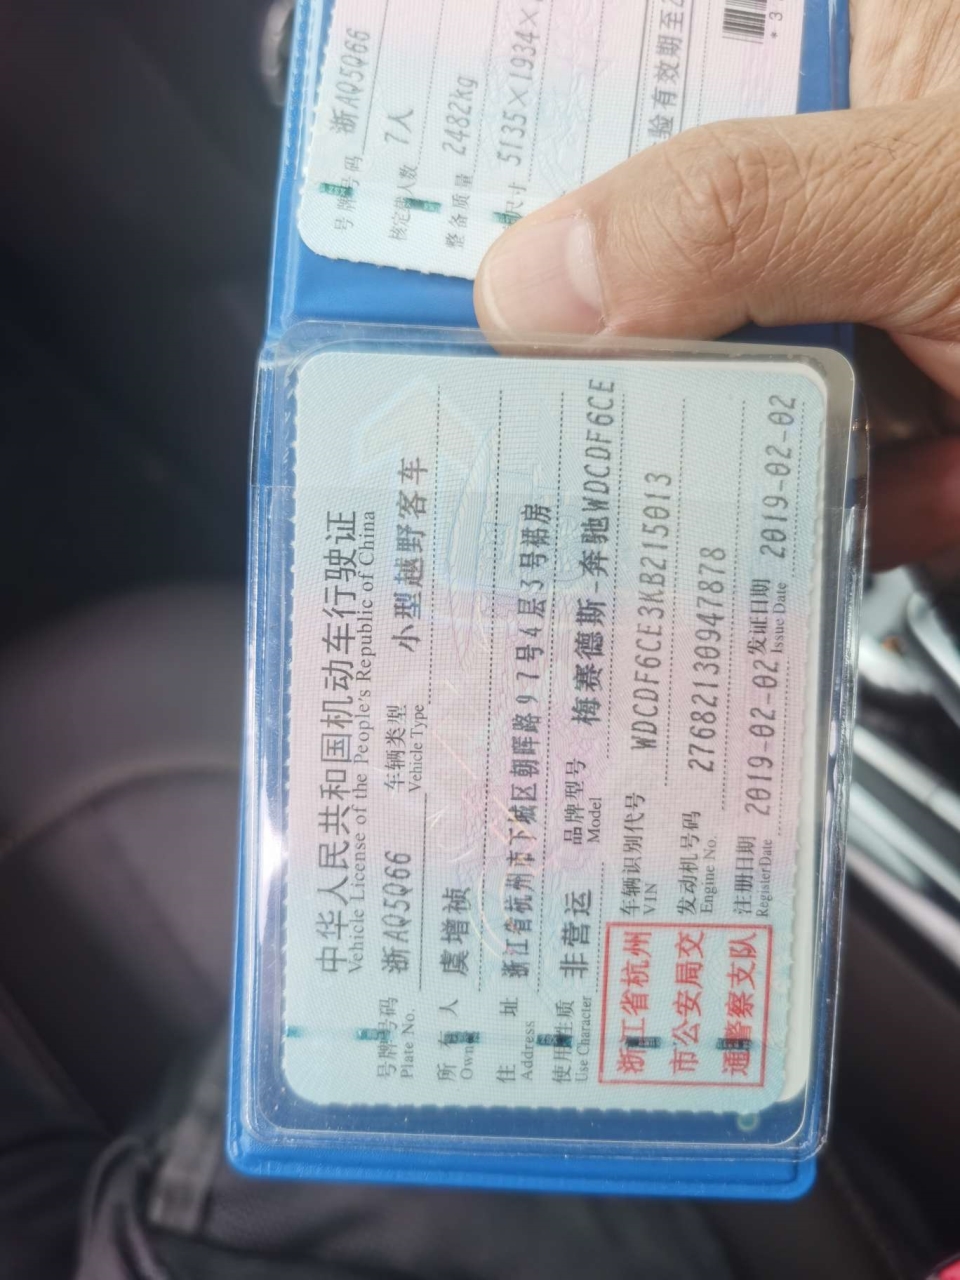 中华人民共和国机动车行驶证
Vehicle License of the People's Republic of China
号牌号码 浙AQ5Q66 车辆类型 小型越野客车
Plate No. Vehicle Type
所有人 虞增祯
Owner
住址 浙江省杭州市下城区朝晖路97号4层3号裙房
Address
使用性质 非营运 品牌型号 梅赛德斯-奔驰WDCDF6CE
Use Character Model
浙江省杭州
市公安局交
通警察支队
车辆识别代号 WDCDF6CE3KB215013
VIN
发动机号码 27682130947878
Engine No.
注册日期 2019-02-02 发证日期 2019-02-02
Register Date Issue Date
号牌号码 浙AQ5Q66
核定载人数 7人
整备质量 2482kg
尺寸 5135×1934×
验有效期至2